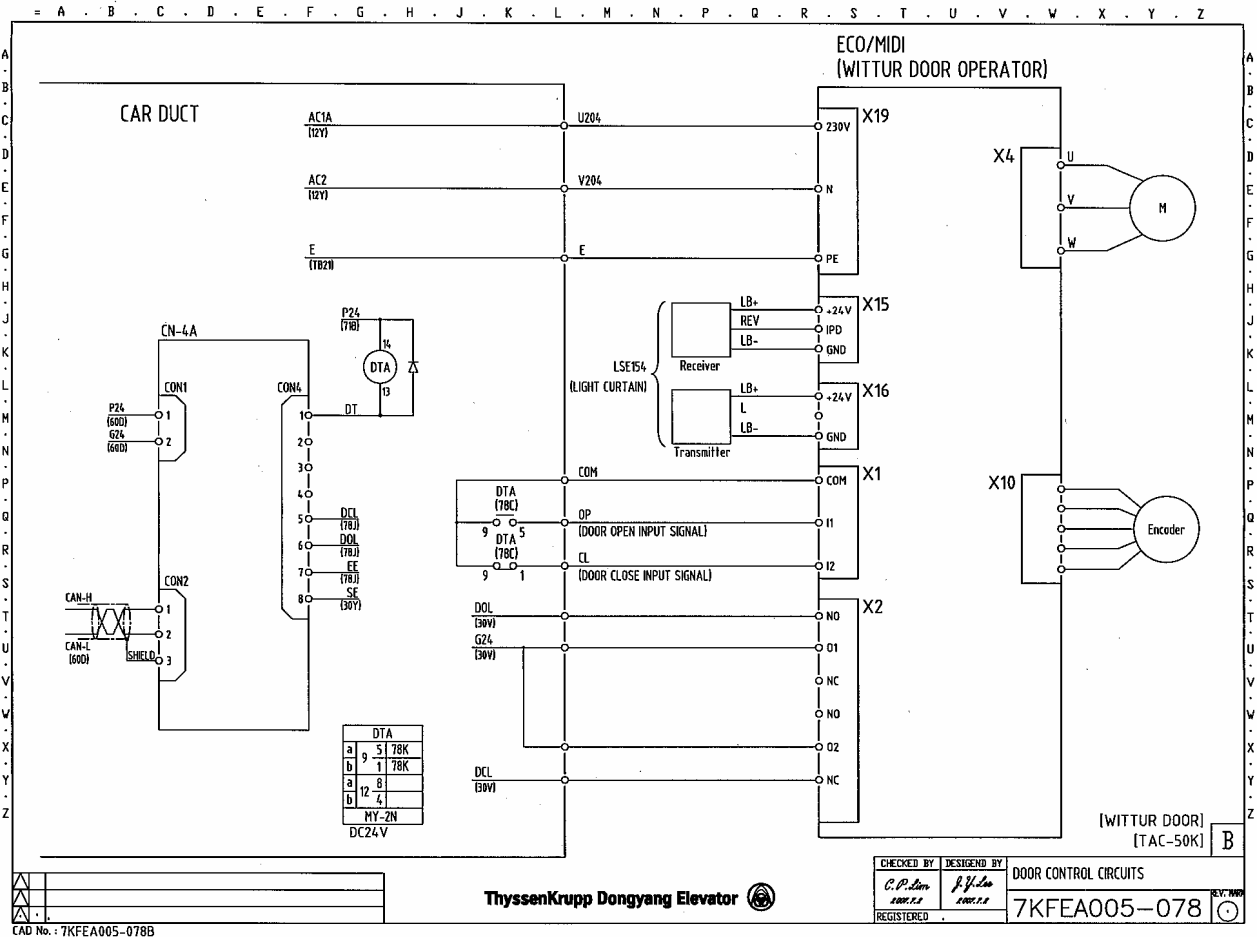 = A . B . C . D . E . F . G . H . J . K . L . M . N . P . Q . R . S . T . U . V . W . X . Y . Z
A . B . C . D . E . F . G . H . J . K . L . M . N . P . Q . R . S . T . U . V . W . X . Y . Z
A . B . C . D . E . F . G . H . J . K . L . M . N . P . Q . R . S . T . U . V . W . X . Y . Z
ECO/MIDI
(WITTUR DOOR OPERATOR)
CAR DUCT
AC1A
(12Y)
U204
230V
X19
AC2
(12Y)
V204
N
E
(TB21)
E
PE
X4
U
V
W
M
P24
(71B)
14
DTA
13
DT
LSE154
(LIGHT CURTAIN)
LB+
REV
LB-
Receiver
+24V
IPD
GND
X15
LB+
L
LB-
Transmitter
+24V
GND
X16
CN-4A
CON1
P24
(60D)
1
G24
(60D)
2
CON4
1
2
3
4
5
DCL
(78J)
6
DOL
(78J)
7
EE
(78J)
8
SE
(30Y)
CON2
CAN-H
1
2
CAN-L
(60D)
SHIELD
3
COM
COM
X1
DTA
(78C)
9
5
OP
(DOOR OPEN INPUT SIGNAL)
I1
DTA
(78C)
9
1
CL
(DOOR CLOSE INPUT SIGNAL)
I2
X10
Encoder
DOL
(30V)
NO
X2
G24
(30V)
O1
NC
NO
O2
DCL
(30V)
NC
DTA
a 9 5 78K
b 1 78K
a 12 8
b 4
MY-2N
DC24V
[WITTUR DOOR]
[TAC-50K]
B
ThyssenKrupp Dongyang Elevator
CHECKED BY
DESIGEND BY
C.P.Lim
J.Y.Lee
REGISTERED .
DOOR CONTROL CIRCUITS
7KFEA005-078
REV. MARK
CAD No. : 7KFEA005-078B